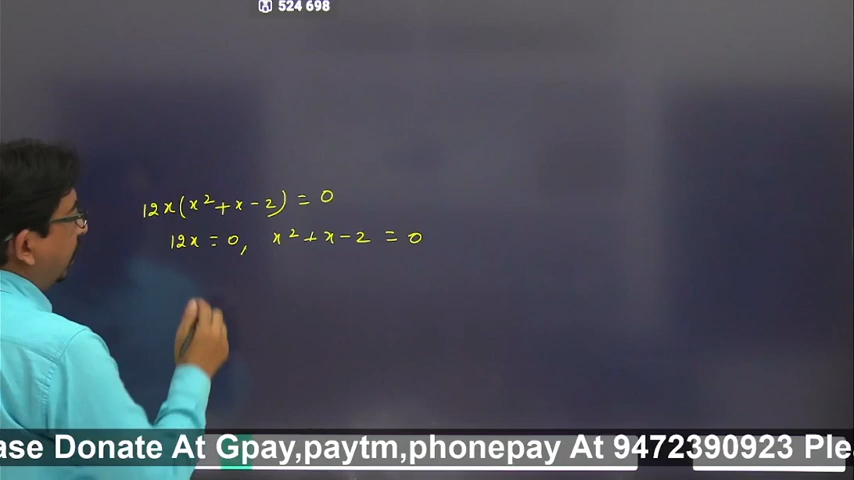 524 698
12x(x²+x-2) = 0
12x = 0, x²+x-2 = 0
ase Donate At Gpay,paytm,phonepay At 9472390923 Ple